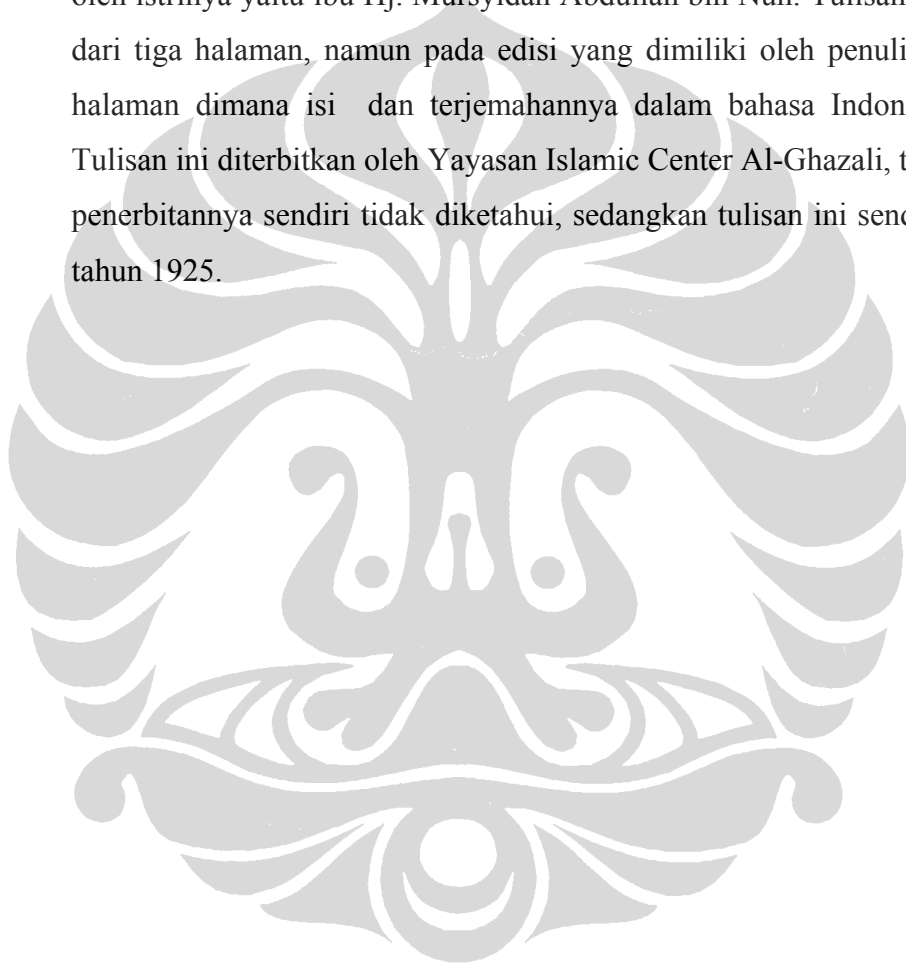 oleh istrinya yaitu ibu Hj. Mursyidah Abdullah bin Nuh. Tulisan
dari tiga halaman, namun pada edisi yang dimiliki oleh penuli
halaman dimana isi dan terjemahannya dalam bahasa Indon
Tulisan ini diterbitkan oleh Yayasan Islamic Center Al-Ghazali, t
penerbitannya sendiri tidak diketahui, sedangkan tulisan ini send
tahun 1925.